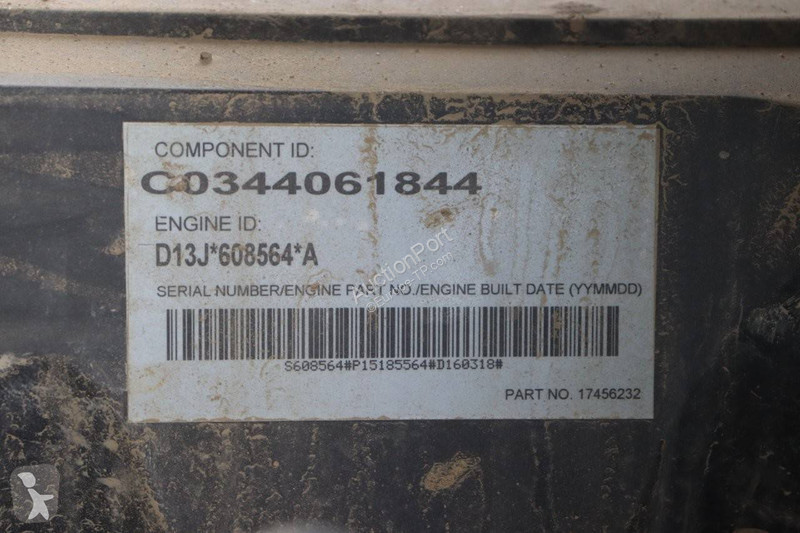 COMPONENT ID:
C0344061844
ENGINE ID:
D13J*608564*A
SERIAL NUMBER/ENGINE PART NO./ENGINE BUILT DATE (YYMMDD)
S608564#P15185564#D160318#
PART NO. 17456232
AuctionPort